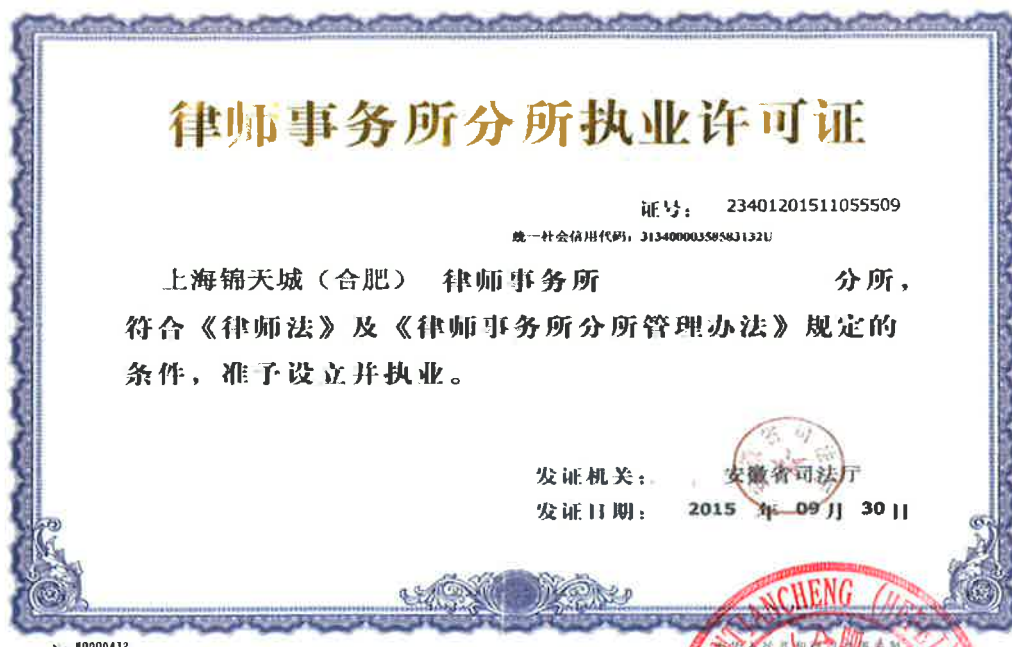 律师事务所分所执业许可证
证号： 23401201511055509
统一社会信用代码：31340000358583132U
上海锦天城（合肥） 律师事务所 分所，
符合《律师法》及《律师事务所分所管理办法》规定的
条件，准予设立并执业。
发证机关： 安徽省司法厅
发证日期： 2015 年 09 月 30 日